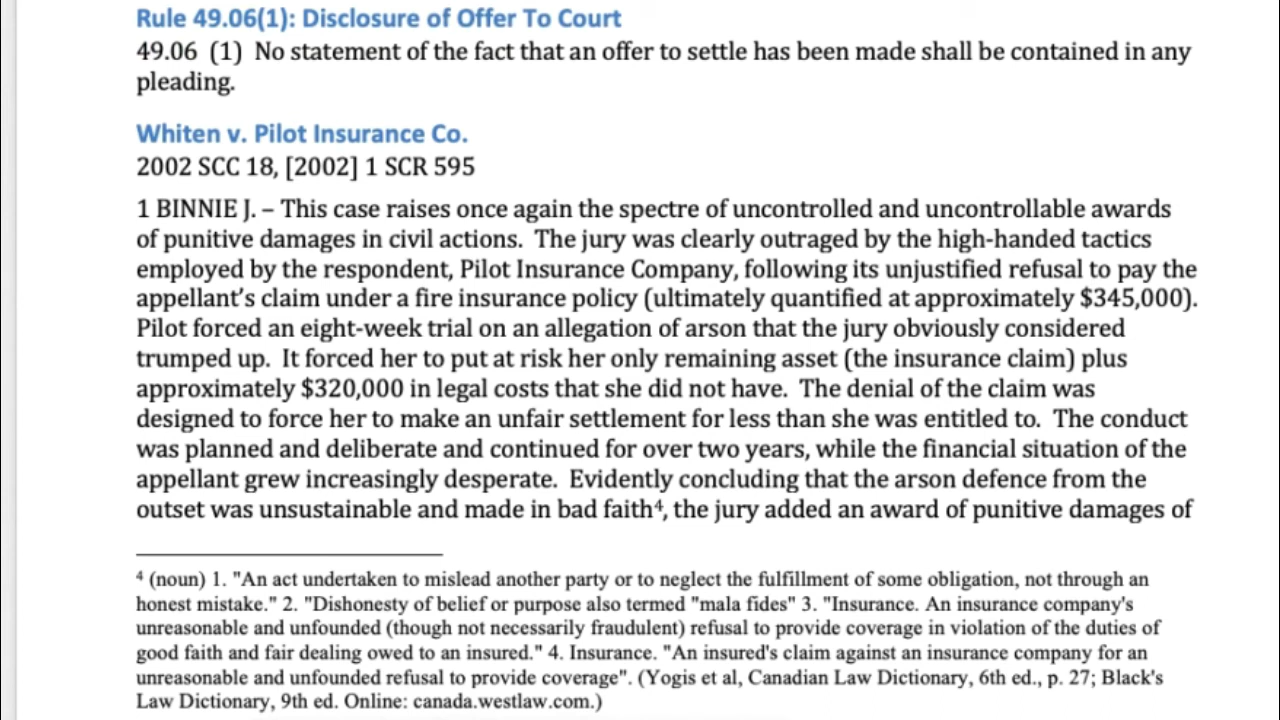 Rule 49.06(1): Disclosure of Offer To Court
49.06  (1)  No statement of the fact that an offer to settle has been made shall be contained in any
pleading.
Whiten v. Pilot Insurance Co.
2002 SCC 18, [2002] 1 SCR 595
1 BINNIE J. – This case raises once again the spectre of uncontrolled and uncontrollable awards
of punitive damages in civil actions.  The jury was clearly outraged by the high-handed tactics
employed by the respondent, Pilot Insurance Company, following its unjustified refusal to pay the
appellant's claim under a fire insurance policy (ultimately quantified at approximately $345,000).
Pilot forced an eight-week trial on an allegation of arson that the jury obviously considered
trumped up.  It forced her to put at risk her only remaining asset (the insurance claim) plus
approximately $320,000 in legal costs that she did not have.  The denial of the claim was
designed to force her to make an unfair settlement for less than she was entitled to.  The conduct
was planned and deliberate and continued for over two years, while the financial situation of the
appellant grew increasingly desperate.  Evidently concluding that the arson defence from the
outset was unsustainable and made in bad faith⁴, the jury added an award of punitive damages of
⁴ (noun) 1. "An act undertaken to mislead another party or to neglect the fulfillment of some obligation, not through an
honest mistake." 2. "Dishonesty of belief or purpose also termed "mala fides" 3. "Insurance. An insurance company's
unreasonable and unfounded (though not necessarily fraudulent) refusal to provide coverage in violation of the duties of
good faith and fair dealing owed to an insured." 4. Insurance. "An insured's claim against an insurance company for an
unreasonable and unfounded refusal to provide coverage". (Yogis et al, Canadian Law Dictionary, 6th ed., p. 27; Black's
Law Dictionary, 9th ed. Online: canada.westlaw.com.)